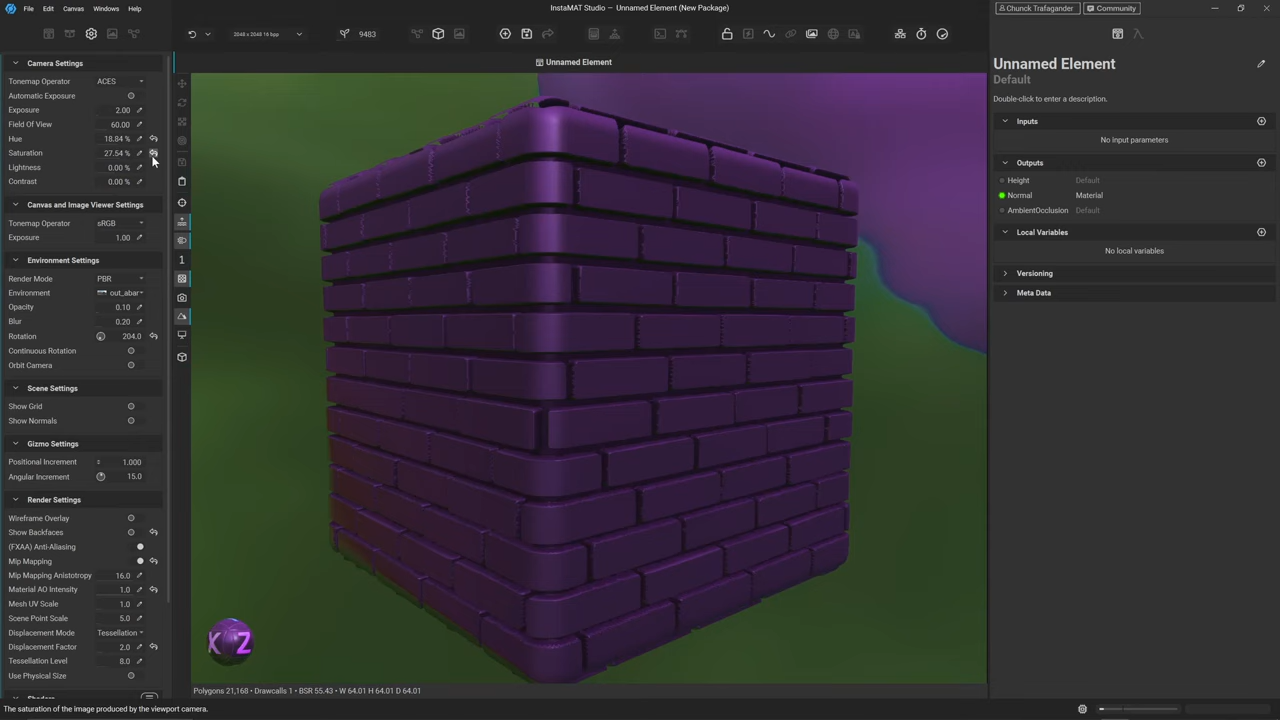 File Edit Canvas Windows Help
InstaMAT Studio — Unnamed Element (New Package)
Chunck Trafagander Community
2048 x 2048 16 bpp 9483
Unnamed Element
Camera Settings
Tonemap Operator ACES
Automatic Exposure
Exposure 2.00
Field Of View 60.00
Hue 18.84 %
Saturation 27.54 %
Lightness 0.00 %
Contrast 0.00 %
Canvas and Image Viewer Settings
Tonemap Operator sRGB
Exposure 1.00
Environment Settings
Render Mode PBR
Environment out_abar
Opacity 0.10
Blur 0.20
Rotation 204.0
Continuous Rotation
Orbit Camera
Scene Settings
Show Grid
Show Normals
Gizmo Settings
Positional Increment 1.000
Angular Increment 15.0
Render Settings
Wireframe Overlay
Show Backfaces
(FXAA) Anti-Aliasing
Mip Mapping
Mip Mapping Anisotropy 16.0
Material AO Intensity 1.0
Mesh UV Scale 1.0
Scene Point Scale 5.0
Displacement Mode Tessellation
Displacement Factor 2.0
Tessellation Level 8.0
Use Physical Size
1
X Z
Polygons 21,168 • Drawcalls 1 • BSR 55.43 • W 64.01 H 64.01 D 64.01
The saturation of the image produced by the viewport camera.
Unnamed Element
Default
Double-click to enter a description.
Inputs
No input parameters
Outputs
Height Default
Normal Material
AmbientOcclusion Default
Local Variables
No local variables
Versioning
Meta Data